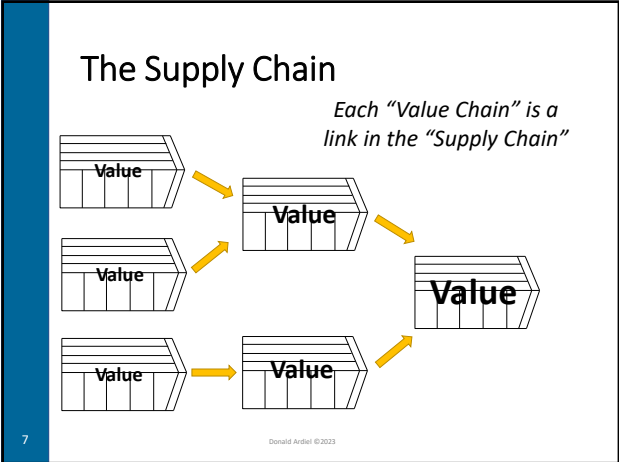 The Supply Chain
Each “Value Chain” is a
link in the “Supply Chain”
Value
Value
Value
Value
Value
Value
7
Donald Ardiel ©2023